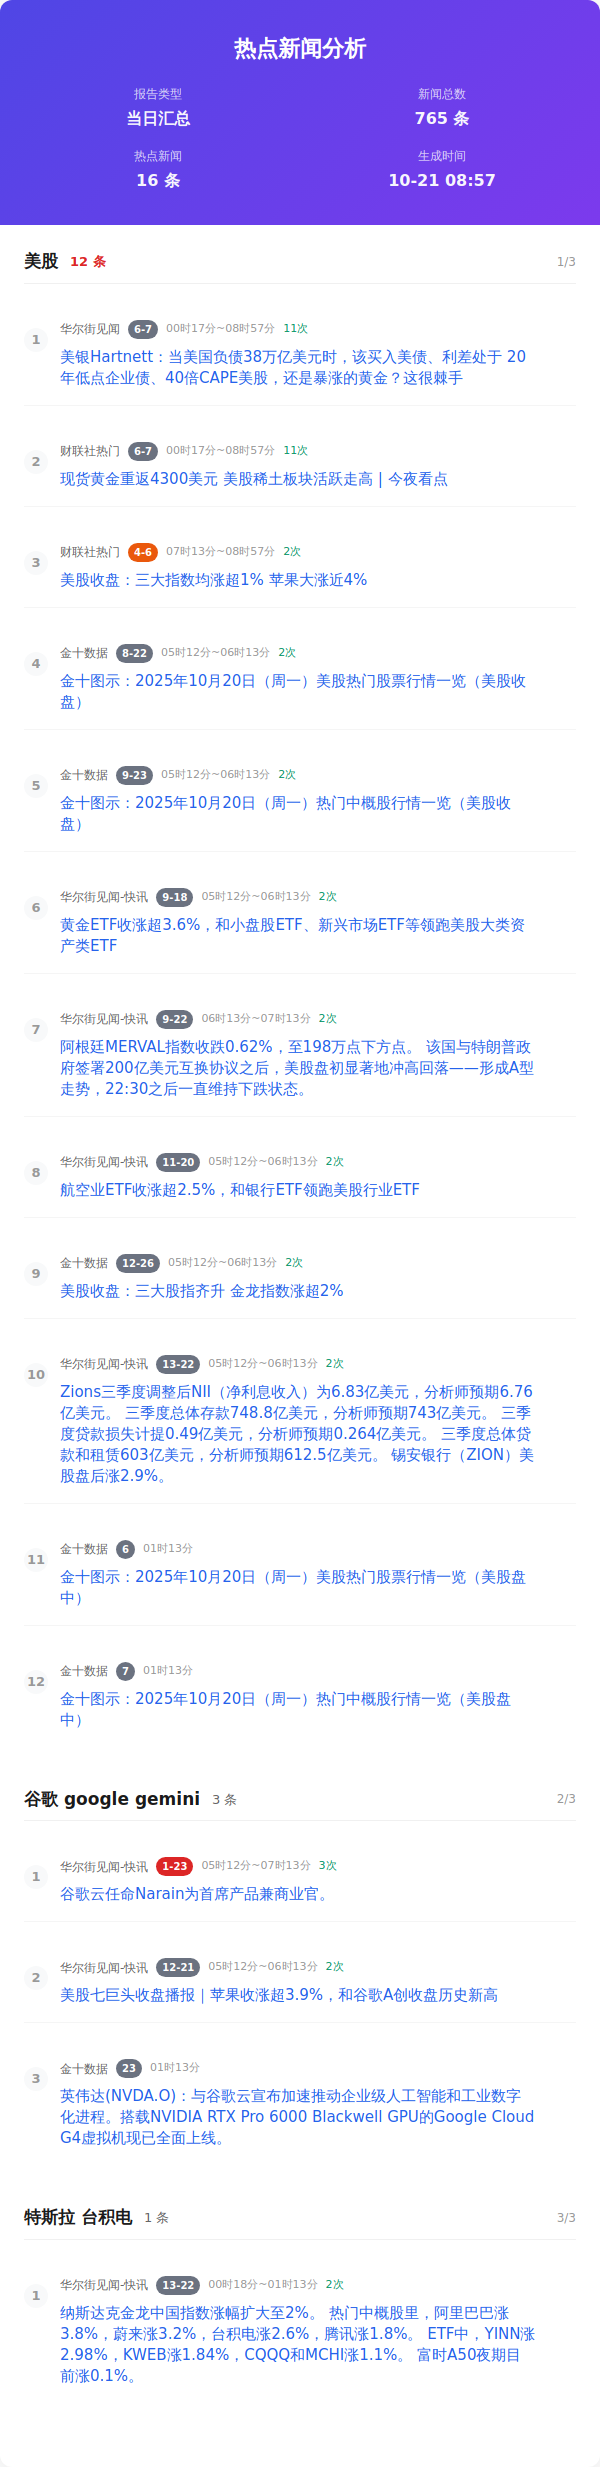 热点新闻分析
报告类型
当日汇总
新闻总数
765 条
热点新闻
16 条
生成时间
10-21 08:57
美股 12 条 1/3
1
华尔街见闻 6-7 00时17分~08时57分 11次
美银Hartnett：当美国负债38万亿美元时，该买入美债、利差处于 20
年低点企业债、40倍CAPE美股，还是暴涨的黄金？这很棘手
2
财联社热门 6-7 00时17分~08时57分 11次
现货黄金重返4300美元 美股稀土板块活跃走高 | 今夜看点
3
财联社热门 4-6 07时13分~08时57分 2次
美股收盘：三大指数均涨超1% 苹果大涨近4%
4
金十数据 8-22 05时12分~06时13分 2次
金十图示：2025年10月20日（周一）美股热门股票行情一览（美股收
盘）
5
金十数据 9-23 05时12分~06时13分 2次
金十图示：2025年10月20日（周一）热门中概股行情一览（美股收
盘）
6
华尔街见闻-快讯 9-18 05时12分~06时13分 2次
黄金ETF收涨超3.6%，和小盘股ETF、新兴市场ETF等领跑美股大类资
产类ETF
7
华尔街见闻-快讯 9-22 06时13分~07时13分 2次
阿根廷MERVAL指数收跌0.62%，至198万点下方点。 该国与特朗普政
府签署200亿美元互换协议之后，美股盘初显著地冲高回落——形成A型
走势，22:30之后一直维持下跌状态。
8
华尔街见闻-快讯 11-20 05时12分~06时13分 2次
航空业ETF收涨超2.5%，和银行ETF领跑美股行业ETF
9
金十数据 12-26 05时12分~06时13分 2次
美股收盘：三大股指齐升 金龙指数涨超2%
10
华尔街见闻-快讯 13-22 05时12分~06时13分 2次
Zions三季度调整后NII（净利息收入）为6.83亿美元，分析师预期6.76
亿美元。 三季度总体存款748.8亿美元，分析师预期743亿美元。 三季
度贷款损失计提0.49亿美元，分析师预期0.264亿美元。 三季度总体贷
款和租赁603亿美元，分析师预期612.5亿美元。 锡安银行（ZION）美
股盘后涨2.9%。
11
金十数据 6 01时13分
金十图示：2025年10月20日（周一）美股热门股票行情一览（美股盘
中）
12
金十数据 7 01时13分
金十图示：2025年10月20日（周一）热门中概股行情一览（美股盘
中）
谷歌 google gemini 3 条 2/3
1
华尔街见闻-快讯 1-23 05时12分~07时13分 3次
谷歌云任命Narain为首席产品兼商业官。
2
华尔街见闻-快讯 12-21 05时12分~06时13分 2次
美股七巨头收盘播报｜苹果收涨超3.9%，和谷歌A创收盘历史新高
3
金十数据 23 01时13分
英伟达(NVDA.O)：与谷歌云宣布加速推动企业级人工智能和工业数字
化进程。搭载NVIDIA RTX Pro 6000 Blackwell GPU的Google Cloud
G4虚拟机现已全面上线。
特斯拉 台积电 1 条 3/3
1
华尔街见闻-快讯 13-22 00时18分~01时13分 2次
纳斯达克金龙中国指数涨幅扩大至2%。 热门中概股里，阿里巴巴涨
3.8%，蔚来涨3.2%，台积电涨2.6%，腾讯涨1.8%。 ETF中，YINN涨
2.98%，KWEB涨1.84%，CQQQ和MCHI涨1.1%。 富时A50夜期目
前涨0.1%。